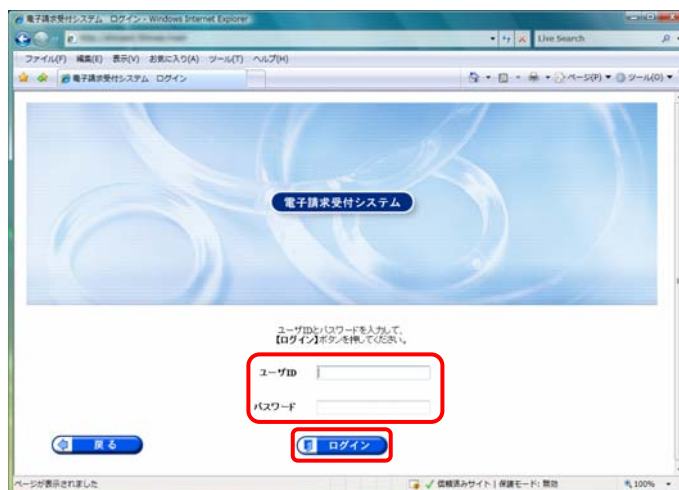 電子請求受付システム ログイン - Windows Internet Explorer
Live Search
ファイル(F) 編集(E) 表示(V) お気に入り(A) ツール(T) ヘルプ(H)
電子請求受付システム ログイン
ページ(P) ツール(O)
電子請求受付システム
ユーザIDとパスワードを入力して、
【ログイン】ボタンを押してください。
ユーザID
パスワード
戻る ログイン
ページが表示されました 信頼済みサイト | 保護モード: 無効 100%